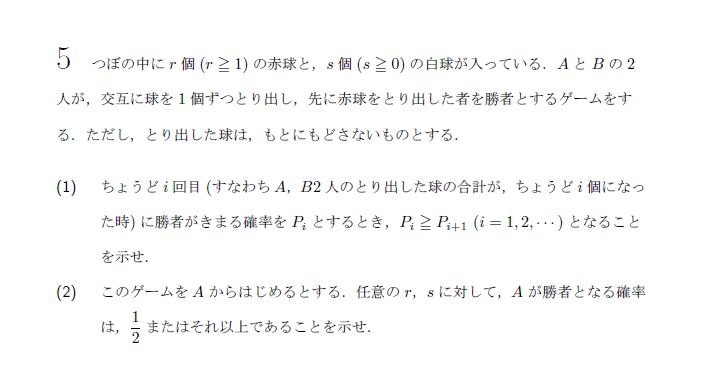 5 つぼの中に r 個 (r ≧ 1) の赤球と，s 個 (s ≧ 0) の白球が入っている．A と B の 2
人が，交互に球を 1 個ずつとり出し，先に赤球をとり出した者を勝者とするゲームをす
る．ただし，とり出した球は，もとにもどさないものとする．
(1) ちょうど i 回目 (すなわち A，B2 人のとり出した球の合計が，ちょうど i 個になっ
た時) に勝者がきまる確率を P_i とするとき，P_i ≧ P_{i+1} (i = 1, 2, ⋯) となること
を示せ．
(2) このゲームを A からはじめるとする．任意の r，s に対して，A が勝者となる確率
は，1/2 またはそれ以上であることを示せ．